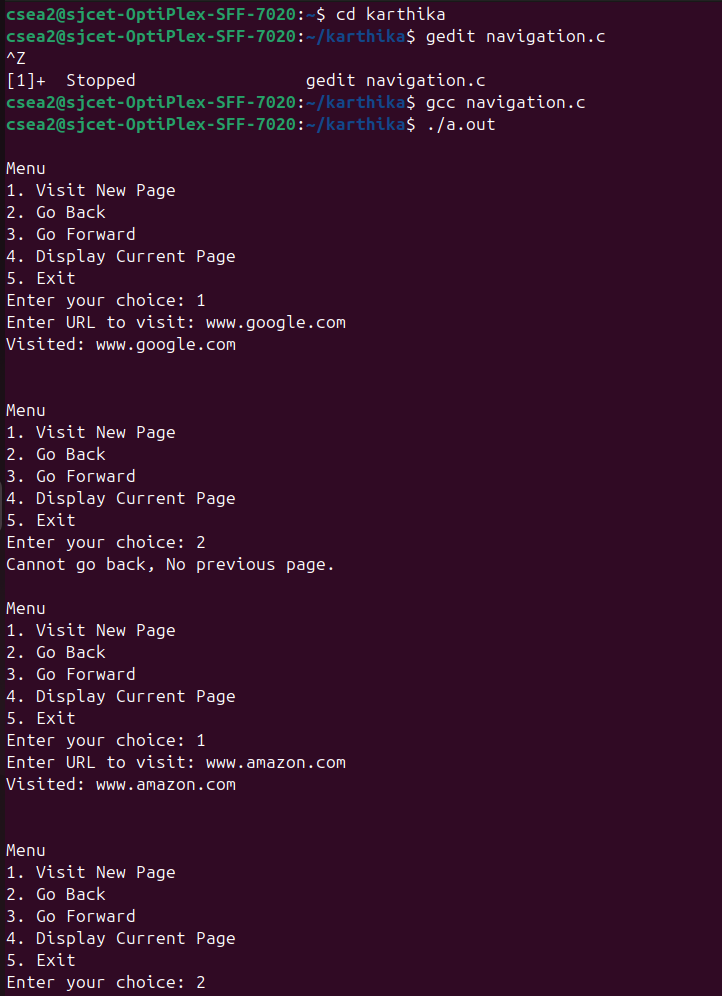 csea2@sjcet-OptiPlex-SFF-7020:~$ cd karthika
csea2@sjcet-OptiPlex-SFF-7020:~/karthika$ gedit navigation.c
^Z
[1]+  Stopped                 gedit navigation.c
csea2@sjcet-OptiPlex-SFF-7020:~/karthika$ gcc navigation.c
csea2@sjcet-OptiPlex-SFF-7020:~/karthika$ ./a.out
Menu
1. Visit New Page
2. Go Back
3. Go Forward
4. Display Current Page
5. Exit
Enter your choice: 1
Enter URL to visit: www.google.com
Visited: www.google.com
Menu
1. Visit New Page
2. Go Back
3. Go Forward
4. Display Current Page
5. Exit
Enter your choice: 2
Cannot go back, No previous page.
Menu
1. Visit New Page
2. Go Back
3. Go Forward
4. Display Current Page
5. Exit
Enter your choice: 1
Enter URL to visit: www.amazon.com
Visited: www.amazon.com
Menu
1. Visit New Page
2. Go Back
3. Go Forward
4. Display Current Page
5. Exit
Enter your choice: 2